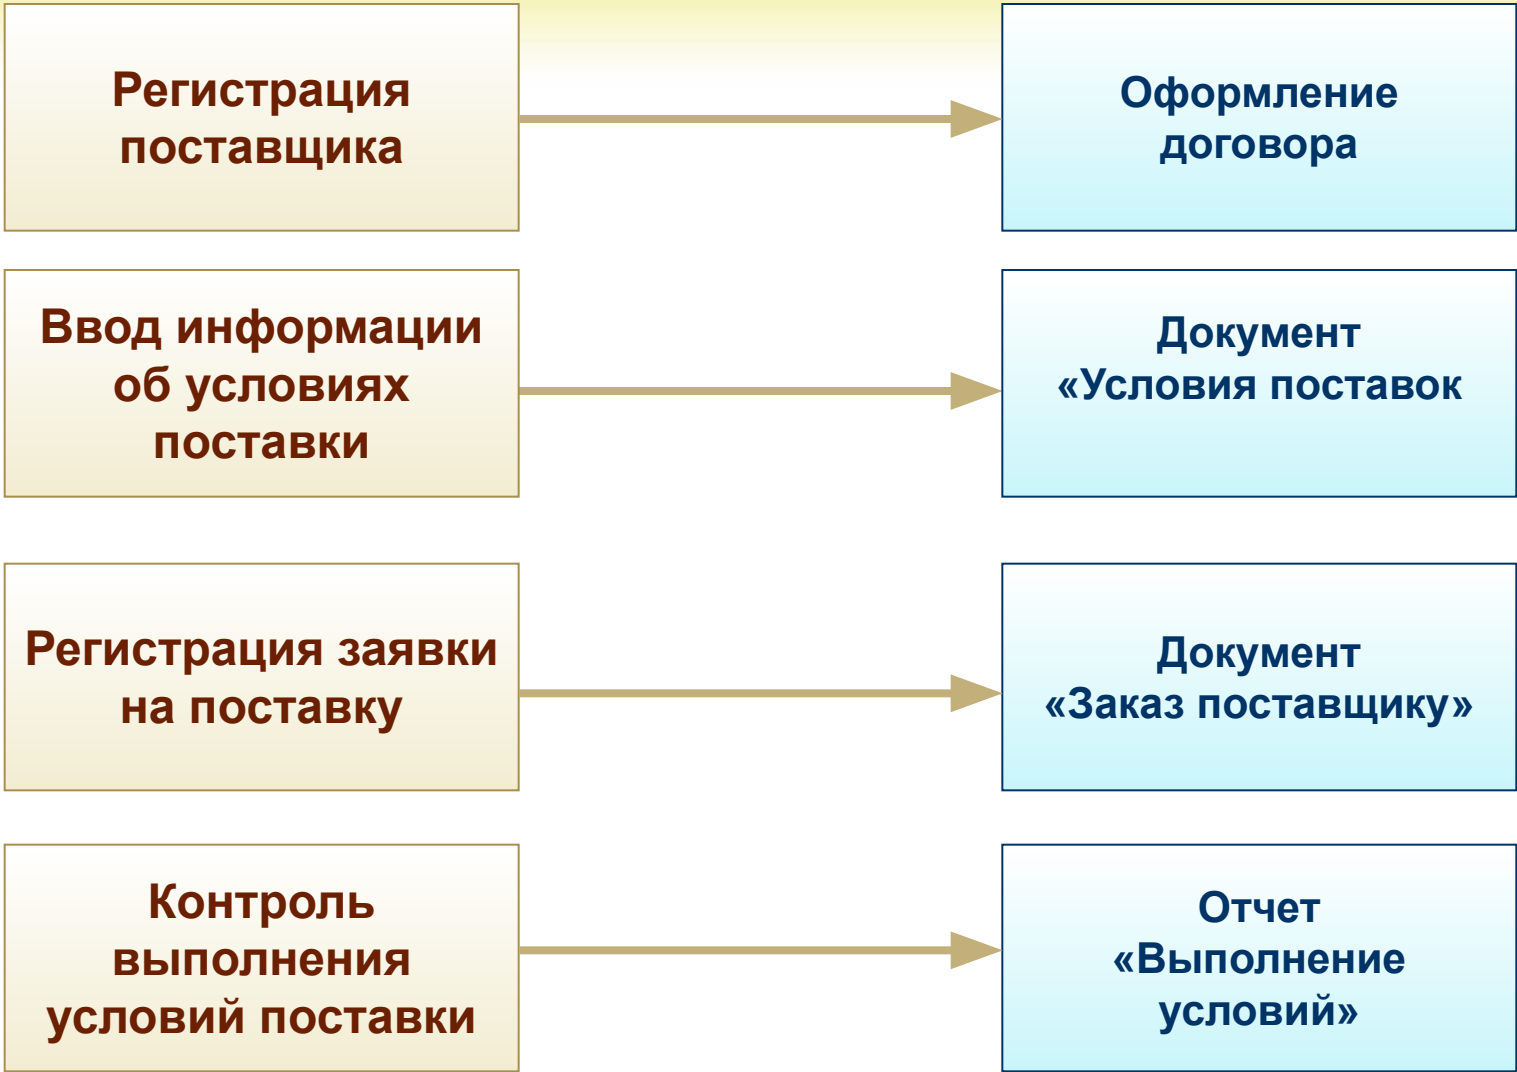 Регистрация
поставщика
Оформление
договора
Ввод информации
об условиях
поставки
Документ
«Условия поставок
Регистрация заявки
на поставку
Документ
«Заказ поставщику»
Контроль
выполнения
условий поставки
Отчет
«Выполнение
условий»